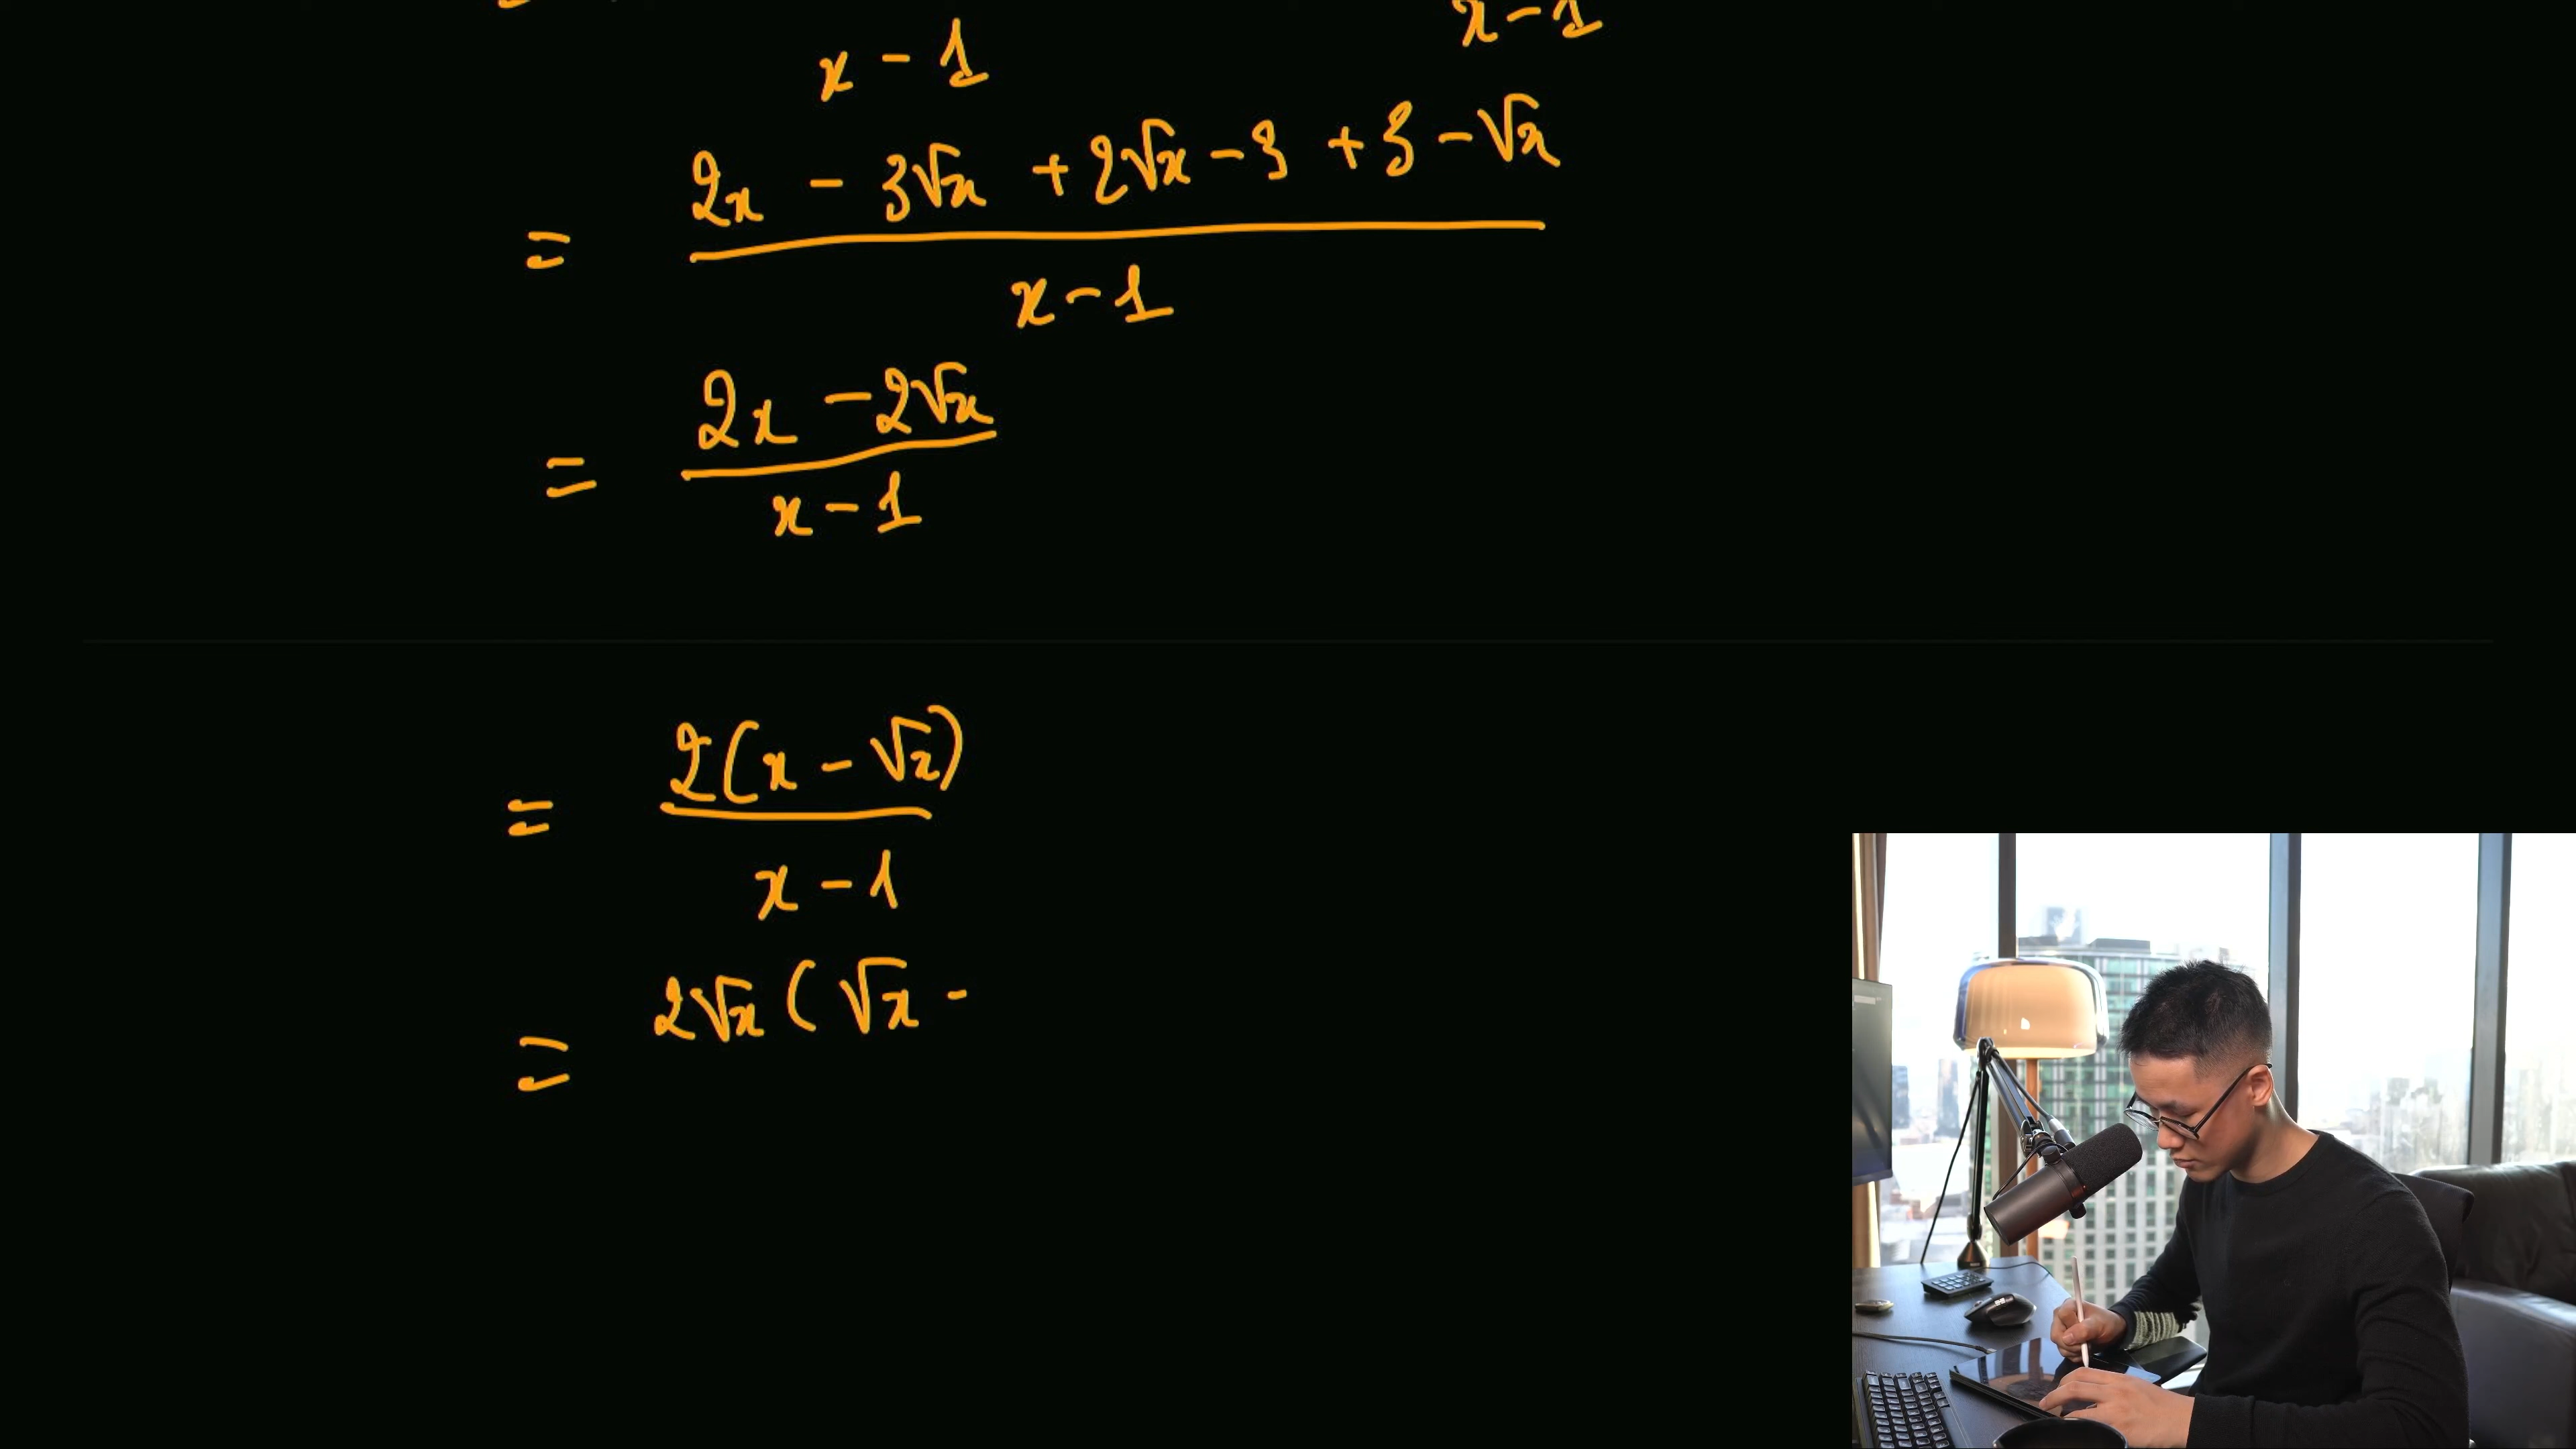 x - 1
x - 1
2x - 3√x + 2√x - 3 + 3 - √x
=
x - 1
2x - 2√x
=
x - 1
2(x - √x)
=
x - 1
2√x ( √x -
=